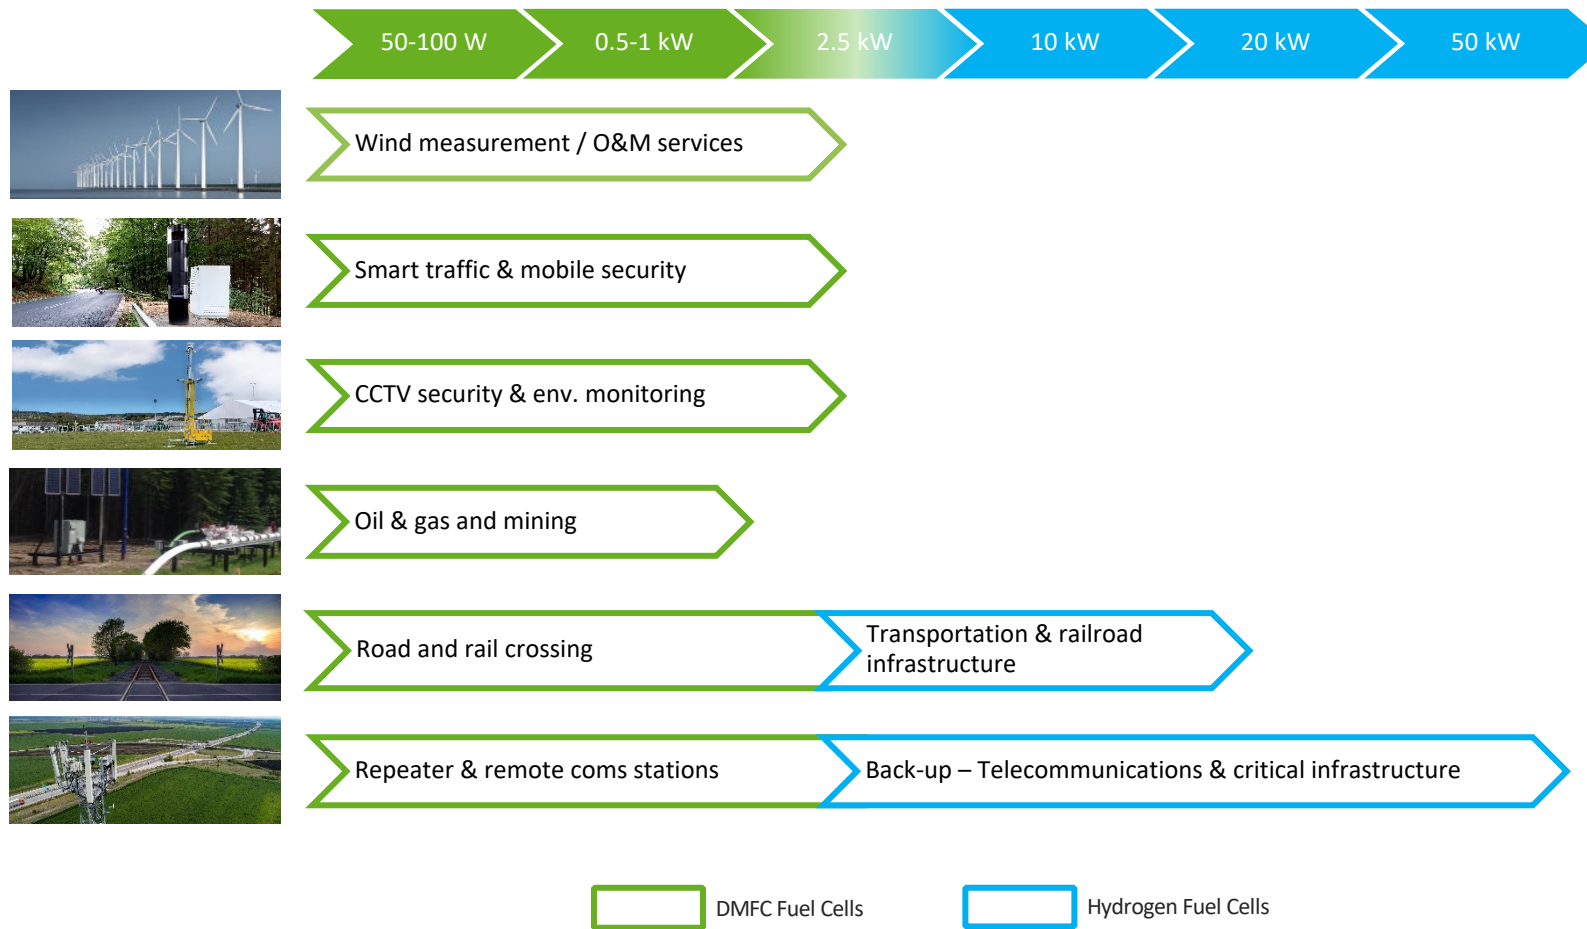 50-100 W
0.5-1 kW
2.5 kW
10 kW
20 kW
50 kW
Wind measurement / O&M services
Smart traffic & mobile security
CCTV security & env. monitoring
Oil & gas and mining
Road and rail crossing
Transportation & railroad
infrastructure
Repeater & remote coms stations
Back-up – Telecommunications & critical infrastructure
DMFC Fuel Cells
Hydrogen Fuel Cells